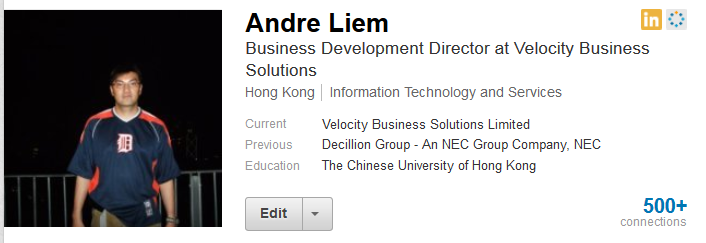 Andre Liem
in
Business Development Director at Velocity Business
Solutions
Hong Kong | Information Technology and Services
Current Velocity Business Solutions Limited
Previous Decillion Group - An NEC Group Company, NEC
Education The Chinese University of Hong Kong
Edit
500+
connections
D